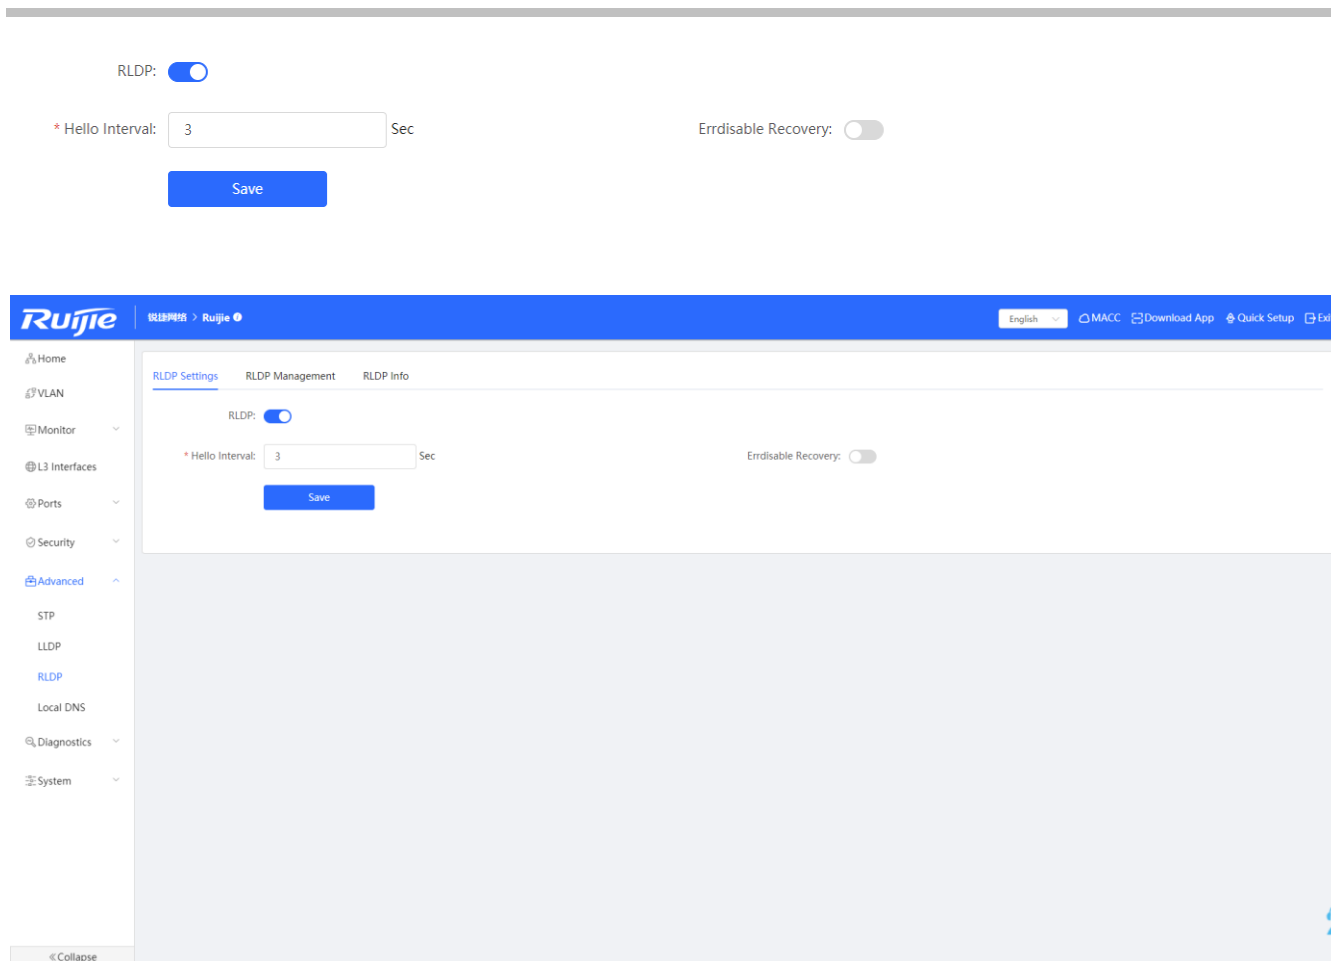 RLDP:
* Hello Interval: 3 Sec Errdisable Recovery:
Save
Ruijie 锐捷网络 > Ruijie English MACC Download App Quick Setup
Home
VLAN
Monitor
L3 Interfaces
Ports
Security
Advanced
STP
LLDP
RLDP
Local DNS
Diagnostics
System
Collapse
RLDP Settings RLDP Management RLDP Info
RLDP:
* Hello Interval: 3 Sec Errdisable Recovery:
Save